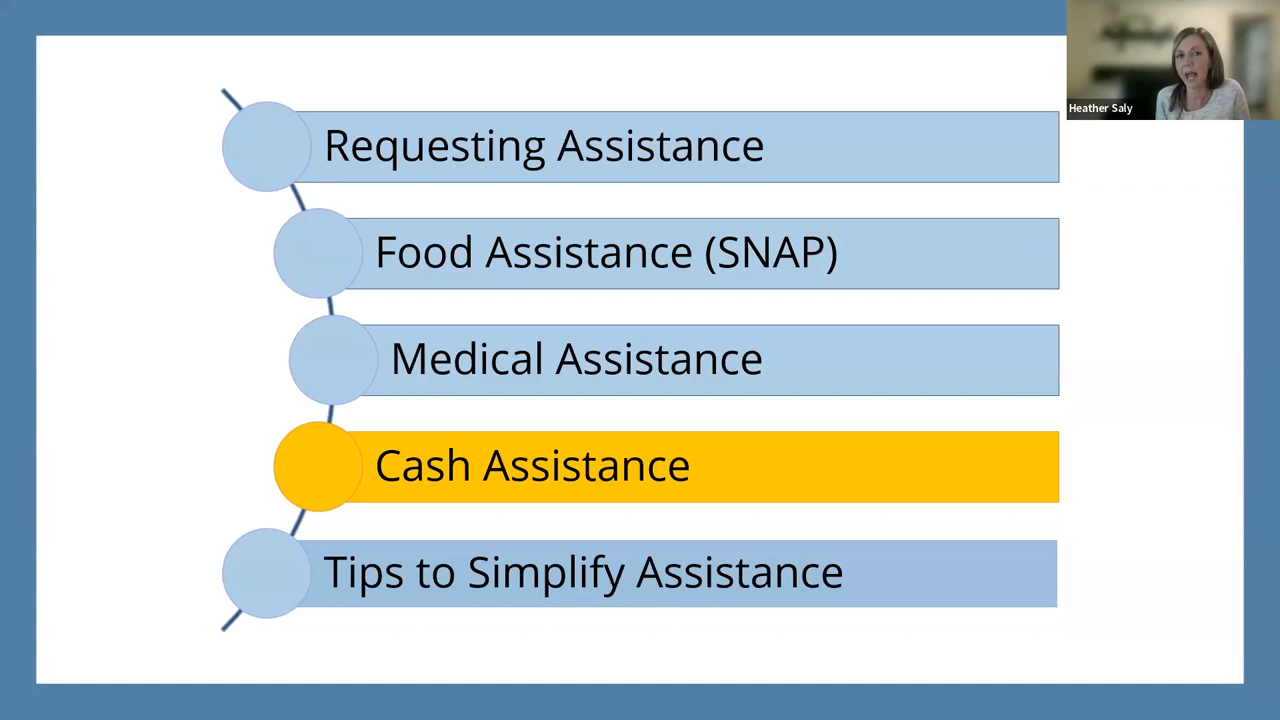 Heather Saly
Requesting Assistance
Food Assistance (SNAP)
Medical Assistance
Cash Assistance
Tips to Simplify Assistance